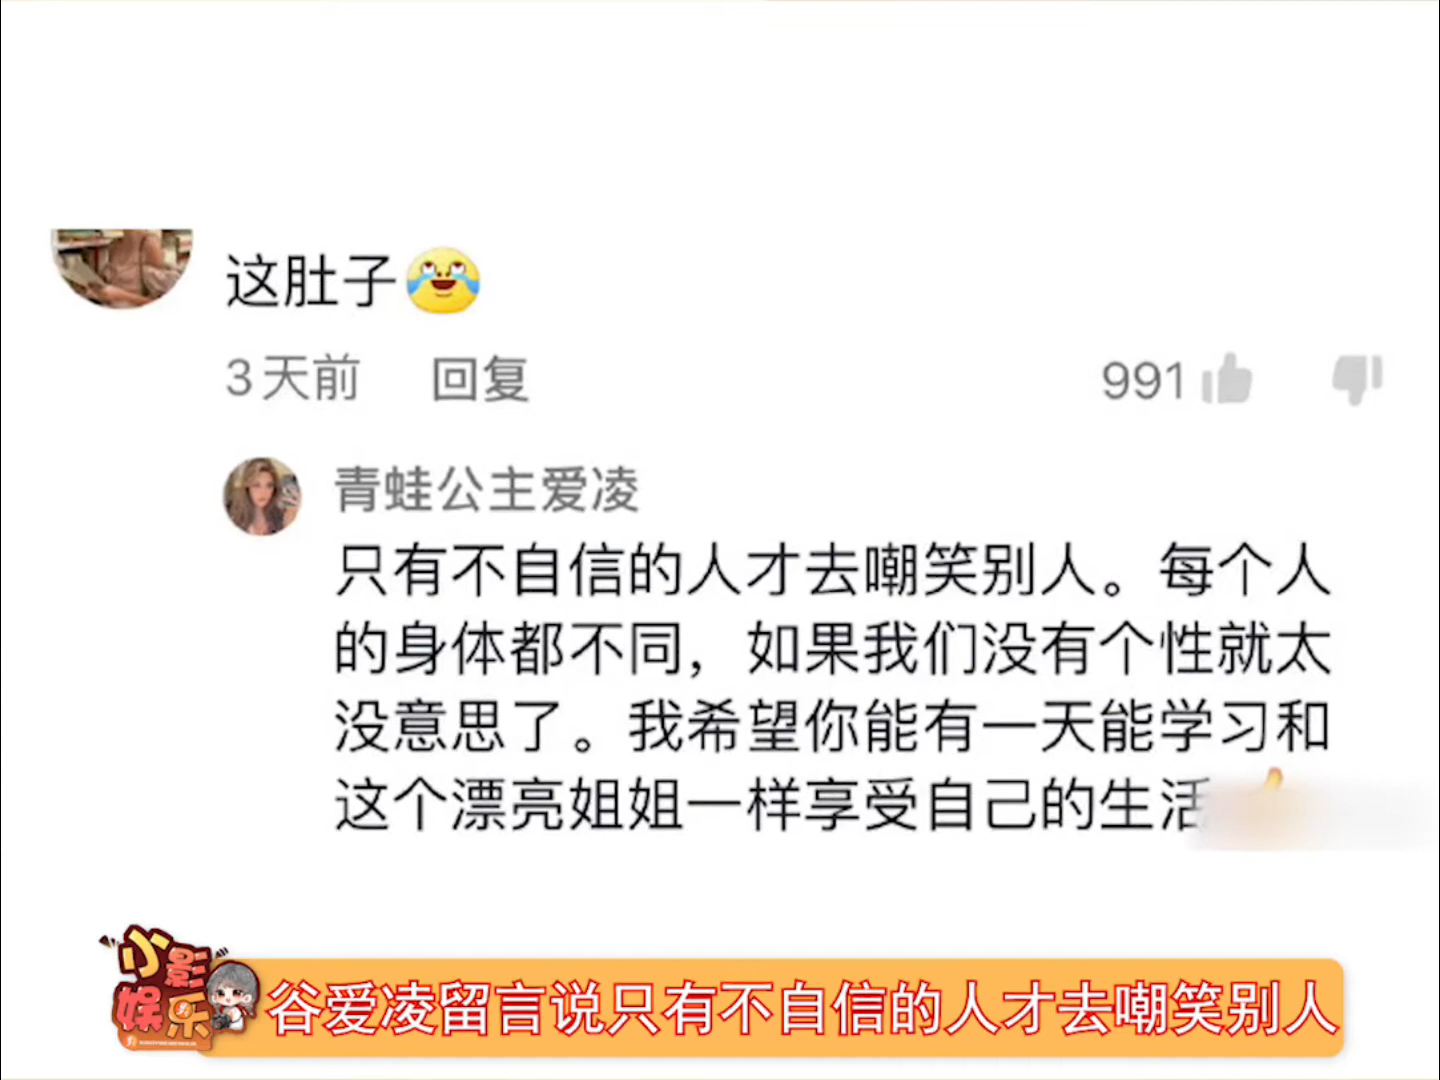 这肚子
3天前 回复 991
青蛙公主爱凌
只有不自信的人才去嘲笑别人。每个人
的身体都不同，如果我们没有个性就太
没意思了。我希望你能有一天能学习和
这个漂亮姐姐一样享受自己的生活
小影
娱乐
谷爱凌留言说只有不自信的人才去嘲笑别人